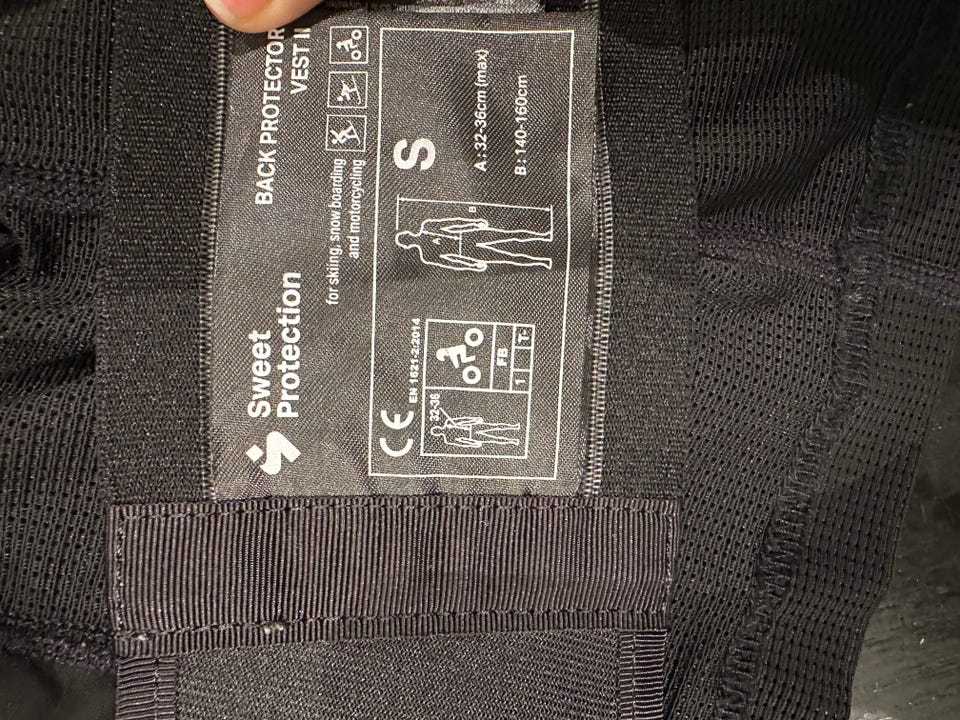 Sweet
Protection
BACK PROTECTOR
VEST
for skiing, snow boarding
and motorcycling
CE EN 1621-2:2014
32-36
FB
1 T-
S
B
A : 32-36cm (max)
B : 140-160cm